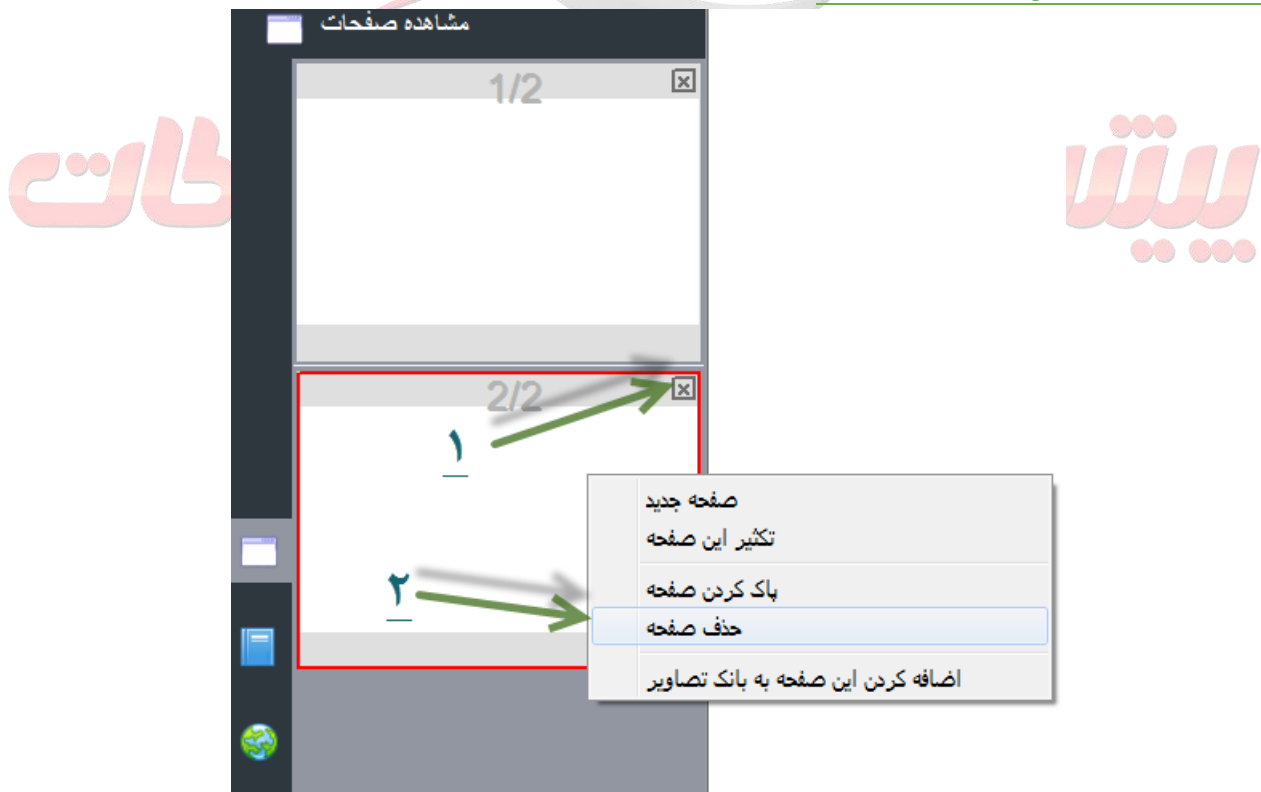 مشاهده صفحات
1/2
2/2
۱
۲
صفحه جدید
تکثیر این صفحه
پاک کردن صفحه
حذف صفحه
اضافه کردن این صفحه به بانک تصاویر